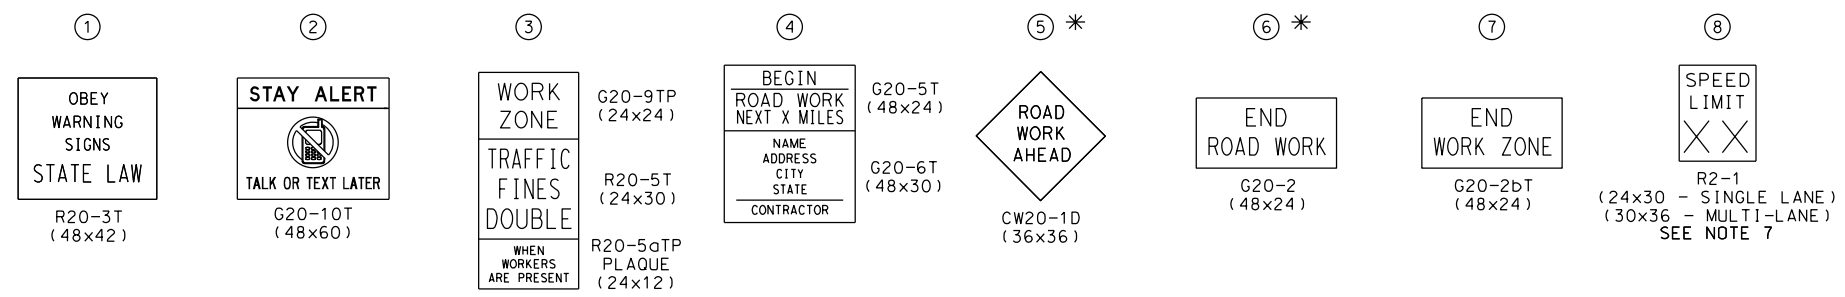 1
OBEY
WARNING
SIGNS
STATE LAW
R20-3T
(48x42)
2
STAY ALERT
TALK OR TEXT LATER
G20-10T
(48x60)
3
WORK
ZONE
G20-9TP
(24x24)
TRAFFIC
FINES
DOUBLE
R20-5T
(24x30)
WHEN
WORKERS
ARE PRESENT
R20-5aTP
PLAQUE
(24x12)
4
BEGIN
ROAD WORK
NEXT X MILES
G20-5T
(48x24)
NAME
ADDRESS
CITY
STATE
CONTRACTOR
G20-6T
(48x30)
5 *
ROAD
WORK
AHEAD
CW20-1D
(36x36)
6 *
END
ROAD WORK
G20-2
(48x24)
7
END
WORK ZONE
G20-2bT
(48x24)
8
SPEED
LIMIT
X X
R2-1
(24x30 - SINGLE LANE)
(30x36 - MULTI-LANE)
SEE NOTE 7